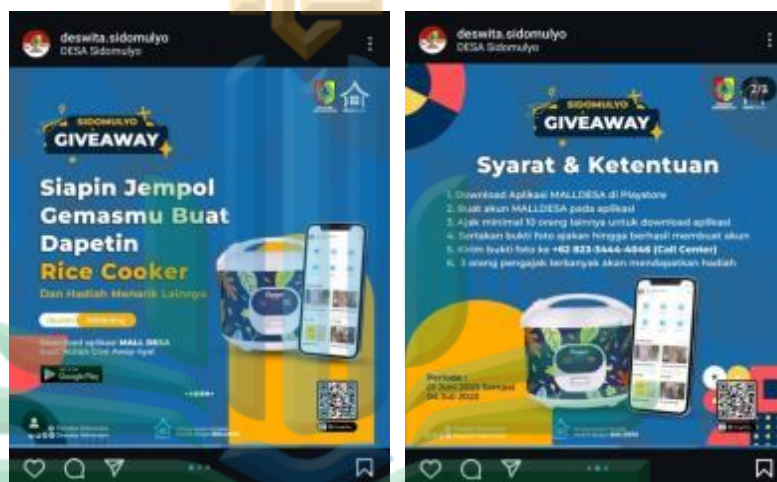 deswita.sidomulyo
DESA Sidomulyo
SIDOMULYO
GIVEAWAY
Siapin Jempol
Gemasmu Buat
Dapetin
Rice Cooker
Dan Hadiah Menarik Lainnya
Download aplikasi MALL DESA
Google Play
deswita.sidomulyo
DESA Sidomulyo
2/3
SIDOMULYO
GIVEAWAY
Syarat & Ketentuan
1. Download Aplikasi MALLDESA di Playstore
2. Buat akun MALLDESA pada aplikasi
3. Ajak minimal 10 orang lainnya untuk download aplikasi
4. Sertakan bukti foto ajakan hingga berhasil membuat akun
5. Kirim bukti foto ke +62 823-3444-4046 (Call Center)
6. 3 orang pengajak terbanyak akan mendapatkan hadiah
Periode :